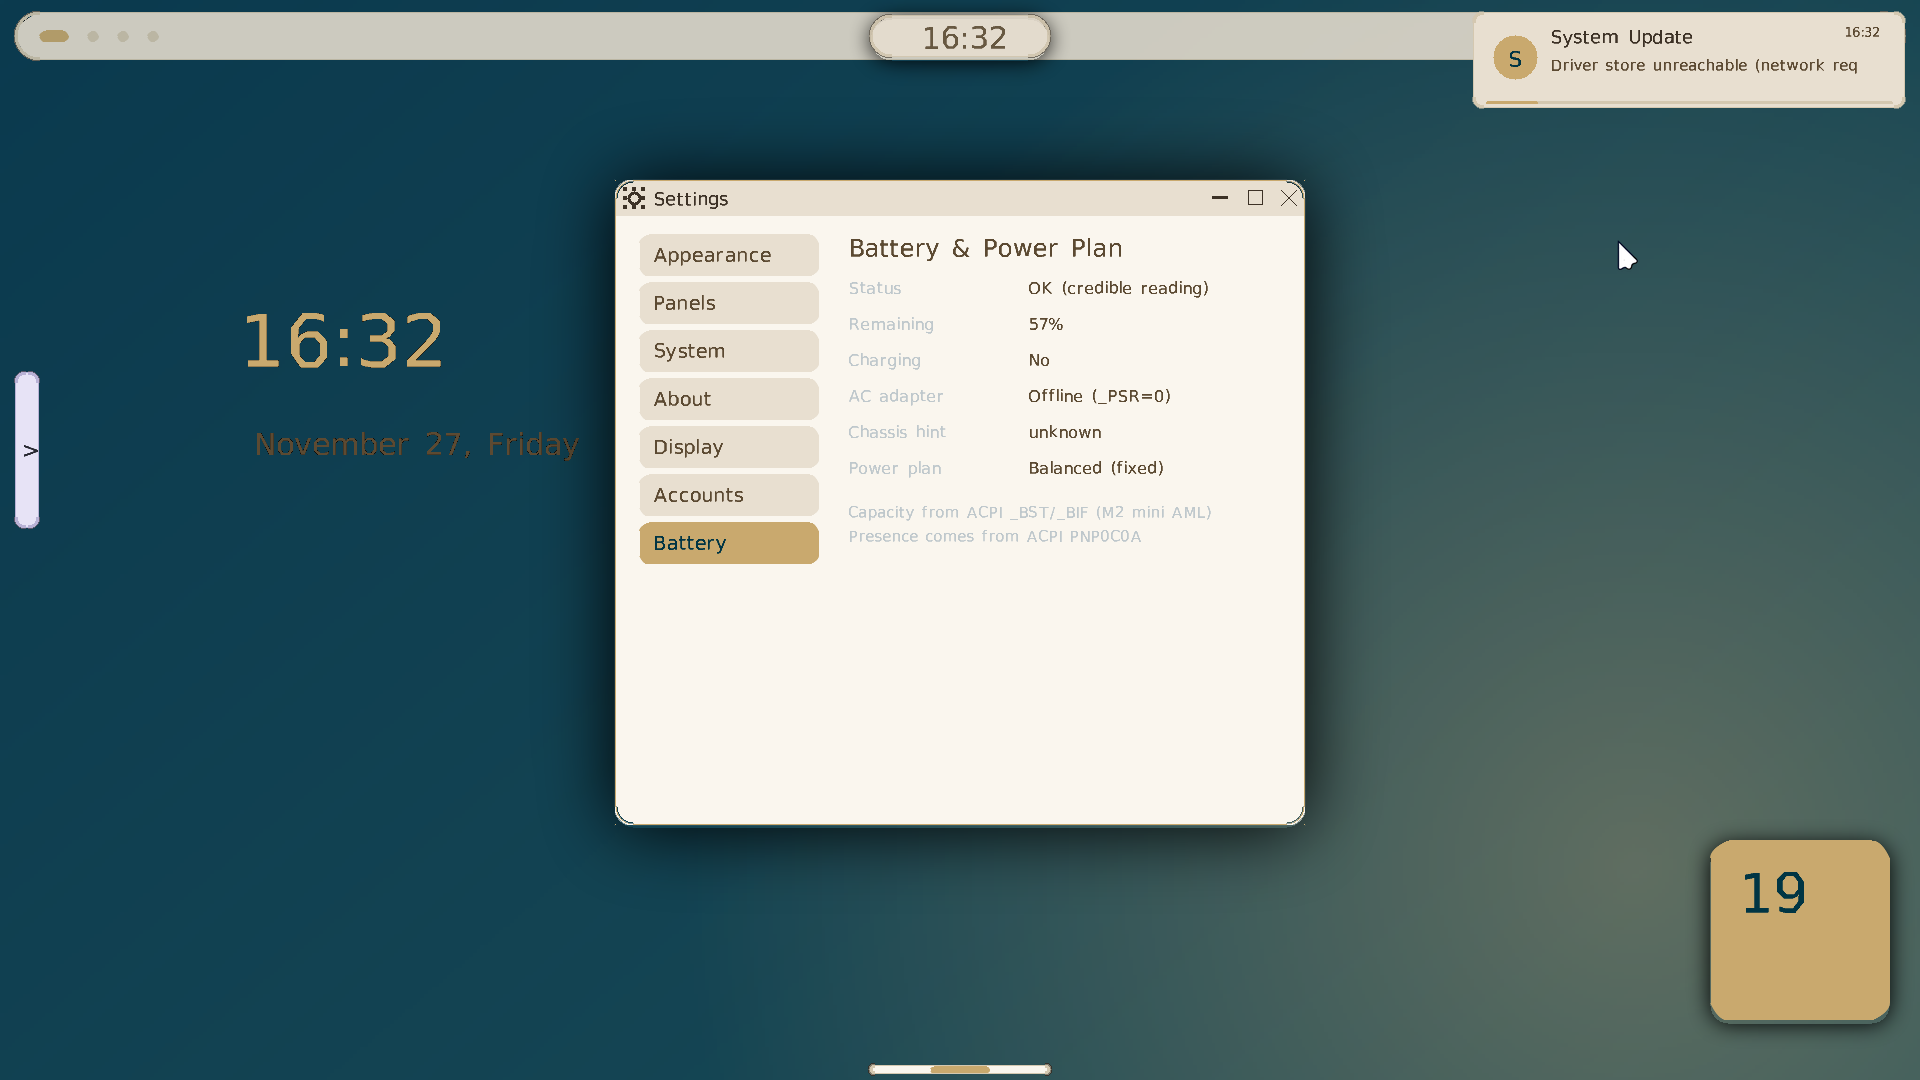 16:32
System Update
16:32
S
Driver store unreachable (network req
Settings
Appearance
Panels
System
About
Display
Accounts
Battery
Battery & Power Plan
Status OK (credible reading)
Remaining 57%
Charging No
AC adapter Offline (_PSR=0)
Chassis hint unknown
Power plan Balanced (fixed)
Capacity from ACPI _BST/_BIF (M2 mini AML)
Presence comes from ACPI PNP0C0A
16:32
November 27, Friday
>
19